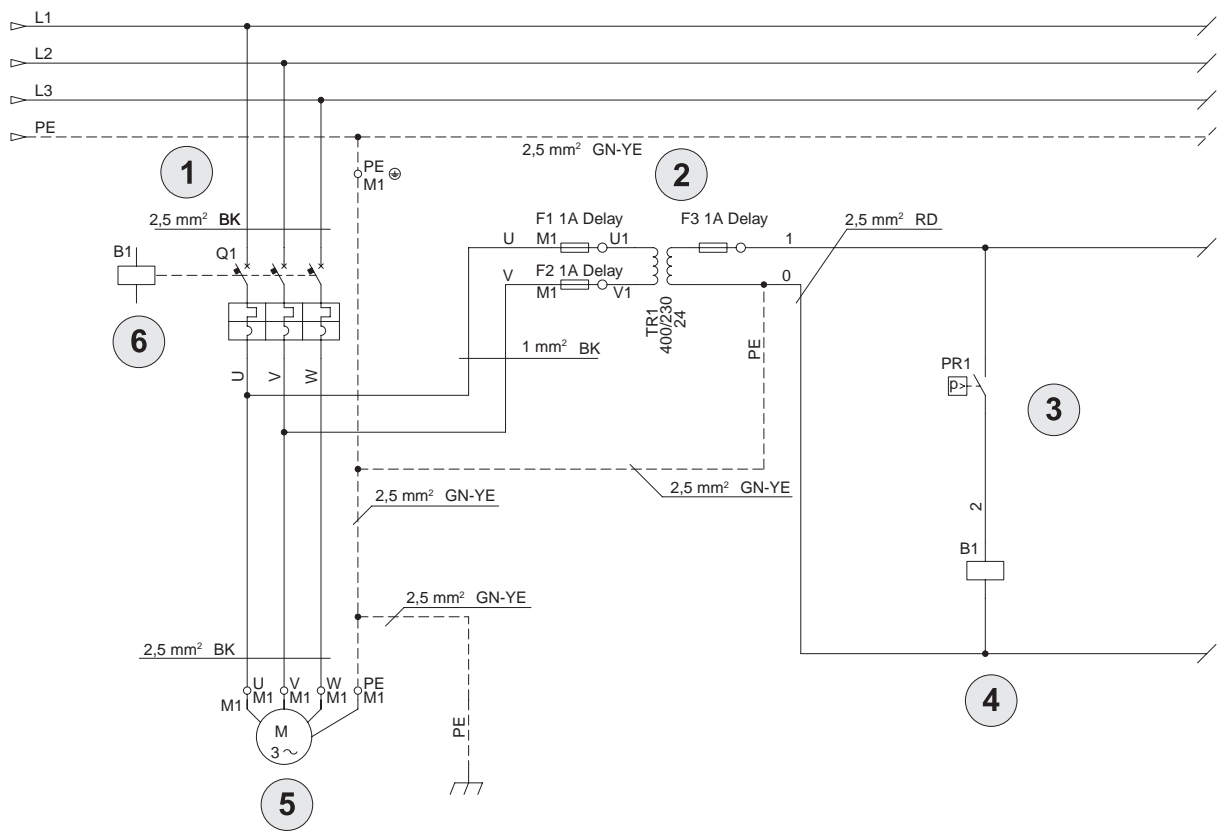 L1
L2
L3
PE
2,5 mm² GN-YE
1
2
PE
M1
2,5 mm² BK
F1 1A Delay
F3 1A Delay
2,5 mm² RD
B1
Q1
U
M1
U1
1
F2 1A Delay
V
M1
V1
0
6
TR1
400/230
24
1 mm² BK
PE
PR1
p>
3
U
V
W
2,5 mm² GN-YE
2,5 mm² GN-YE
2
B1
2,5 mm² GN-YE
2,5 mm² BK
U
V
W
PE
M1
M1
M1
M1
M1
4
M
3 ~
PE
5